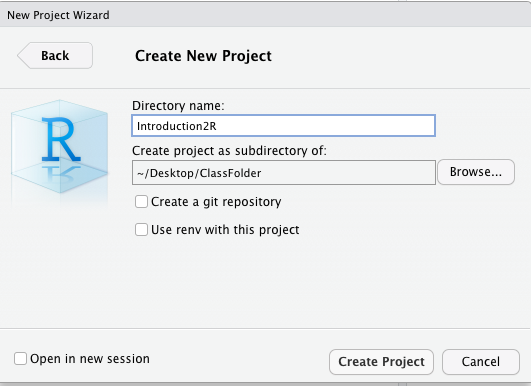 New Project Wizard
Back
Create New Project
R
Directory name:
Introduction2R
Create project as subdirectory of:
~/Desktop/ClassFolder
Browse...
Create a git repository
Use renv with this project
Open in new session
Create Project
Cancel